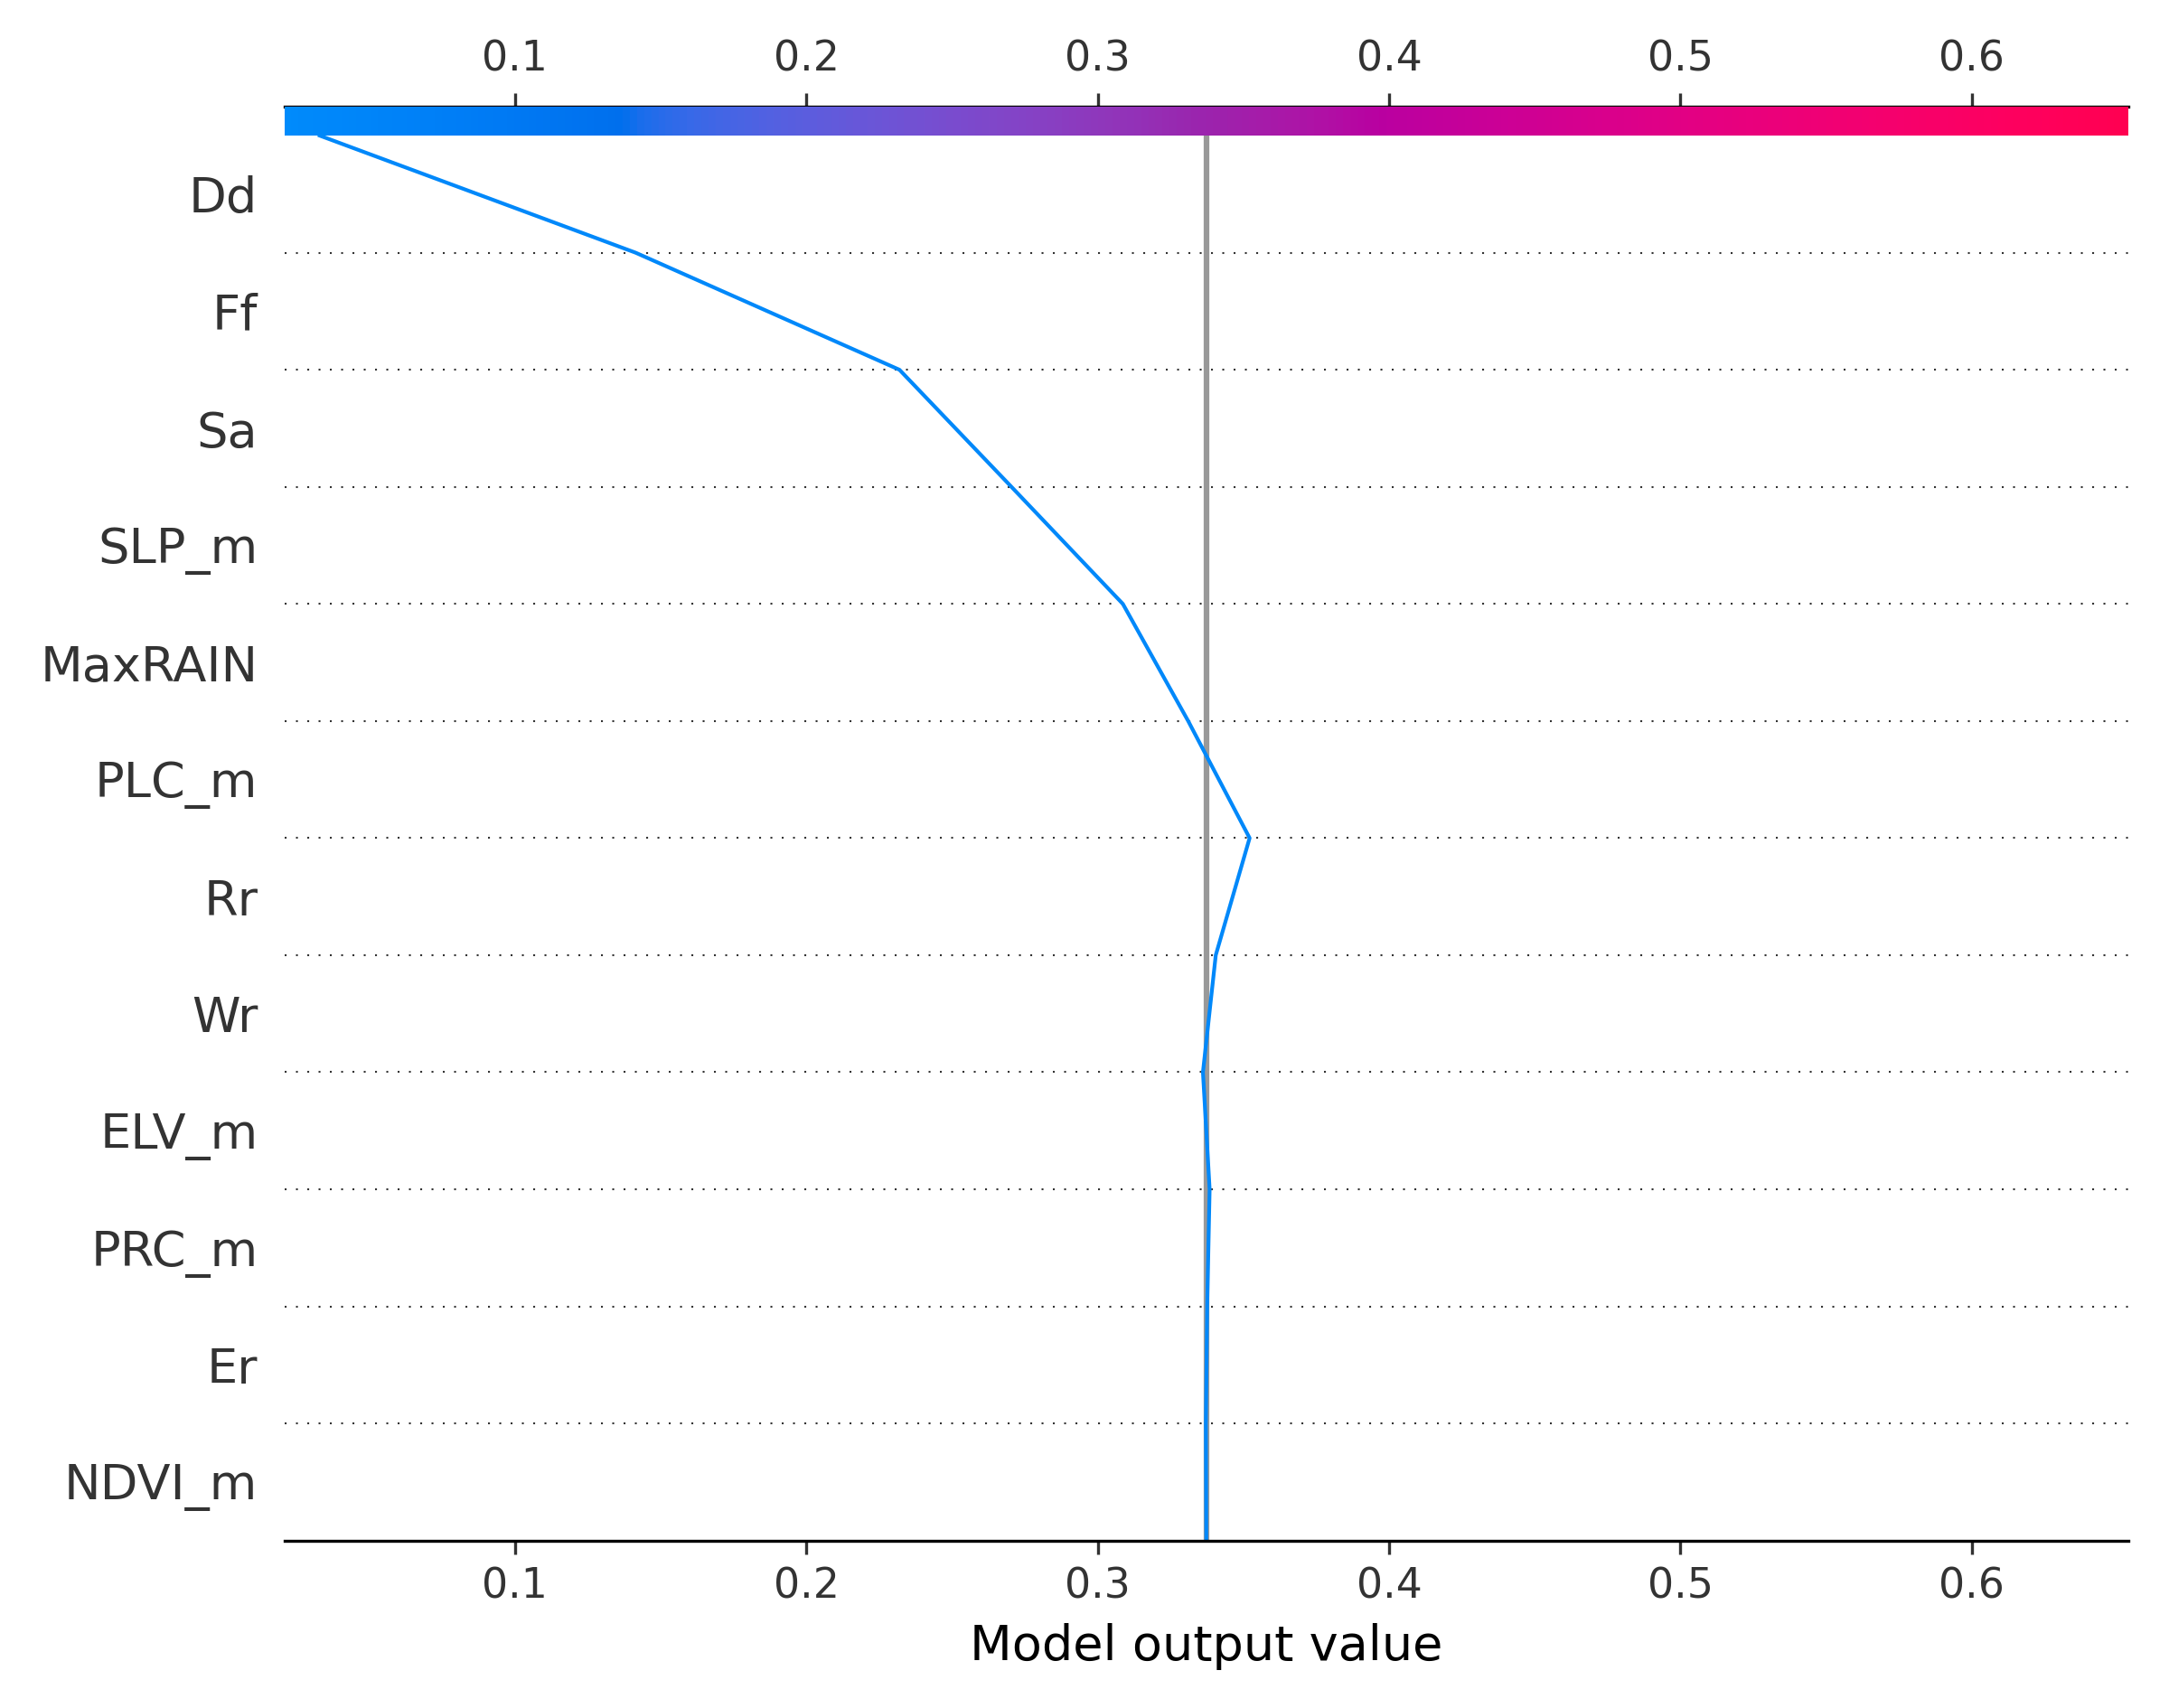 0.1 0.2 0.3 0.4 0.5 0.6
Dd
Ff
Sa
SLP_m
MaxRAIN
PLC_m
Rr
Wr
ELV_m
PRC_m
Er
NDVI_m
0.1 0.2 0.3 0.4 0.5 0.6
Model output value